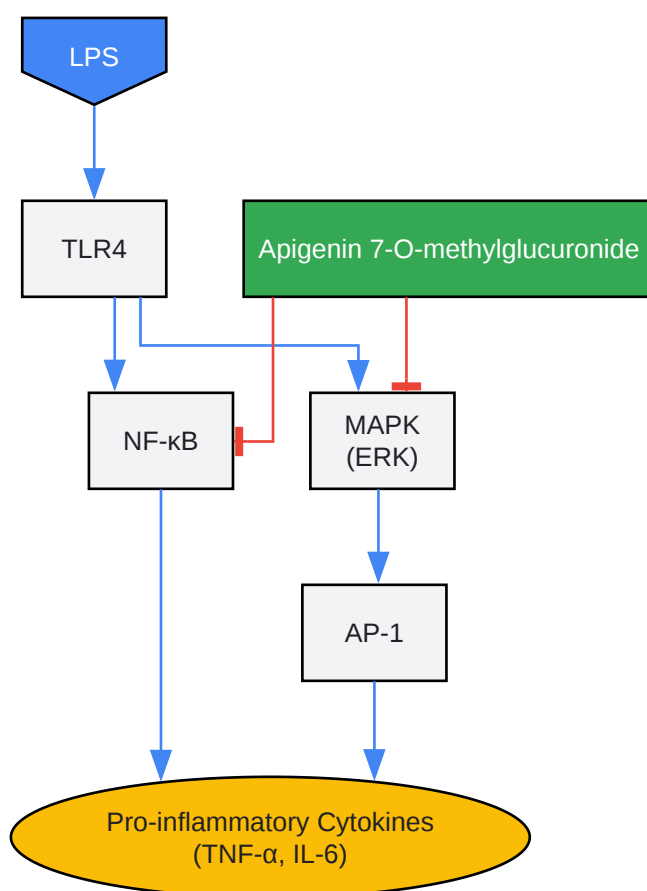 LPS
TLR4
Apigenin 7-O-methylglucuronide
NF-κB
MAPK
(ERK)
AP-1
Pro-inflammatory Cytokines
(TNF-α, IL-6)